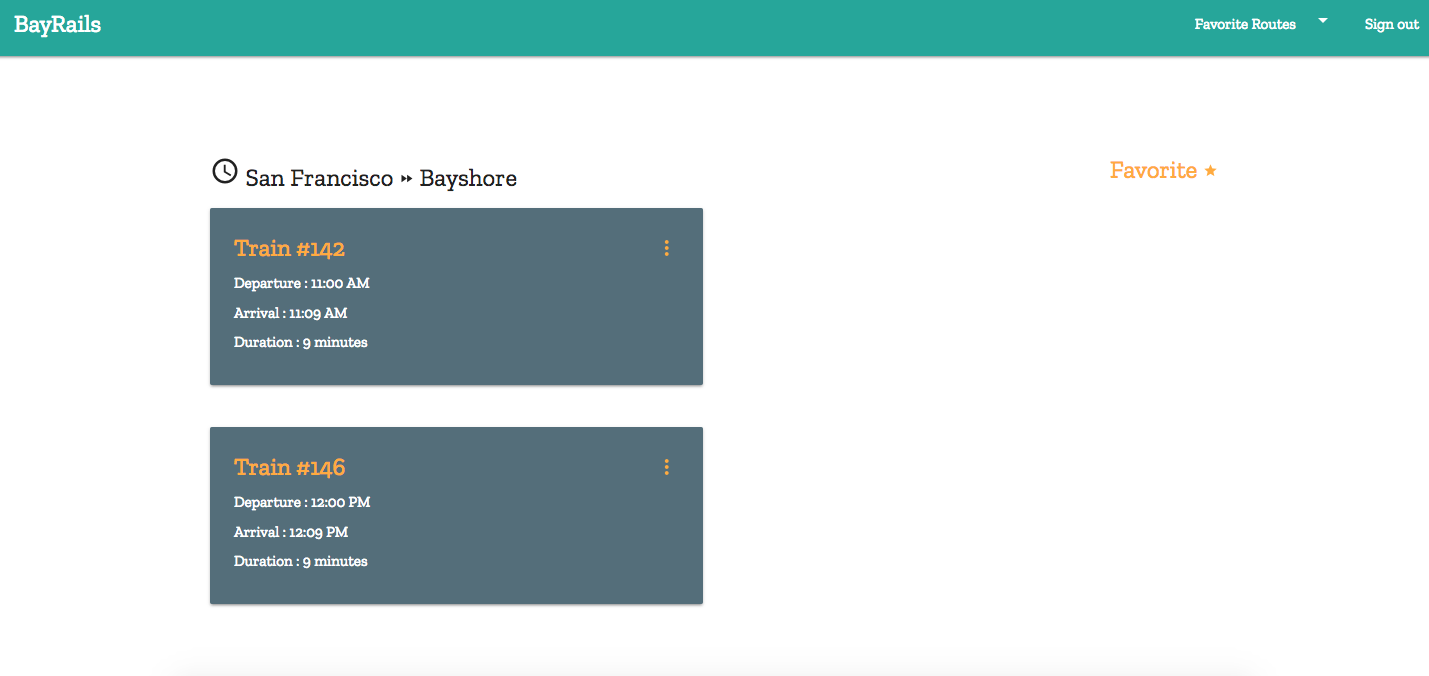 BayRails
Favorite Routes
Sign out
San Francisco Bayshore
Favorite
Train #142
Departure : 11:00 AM
Arrival : 11:09 AM
Duration : 9 minutes
Train #146
Departure : 12:00 PM
Arrival : 12:09 PM
Duration : 9 minutes